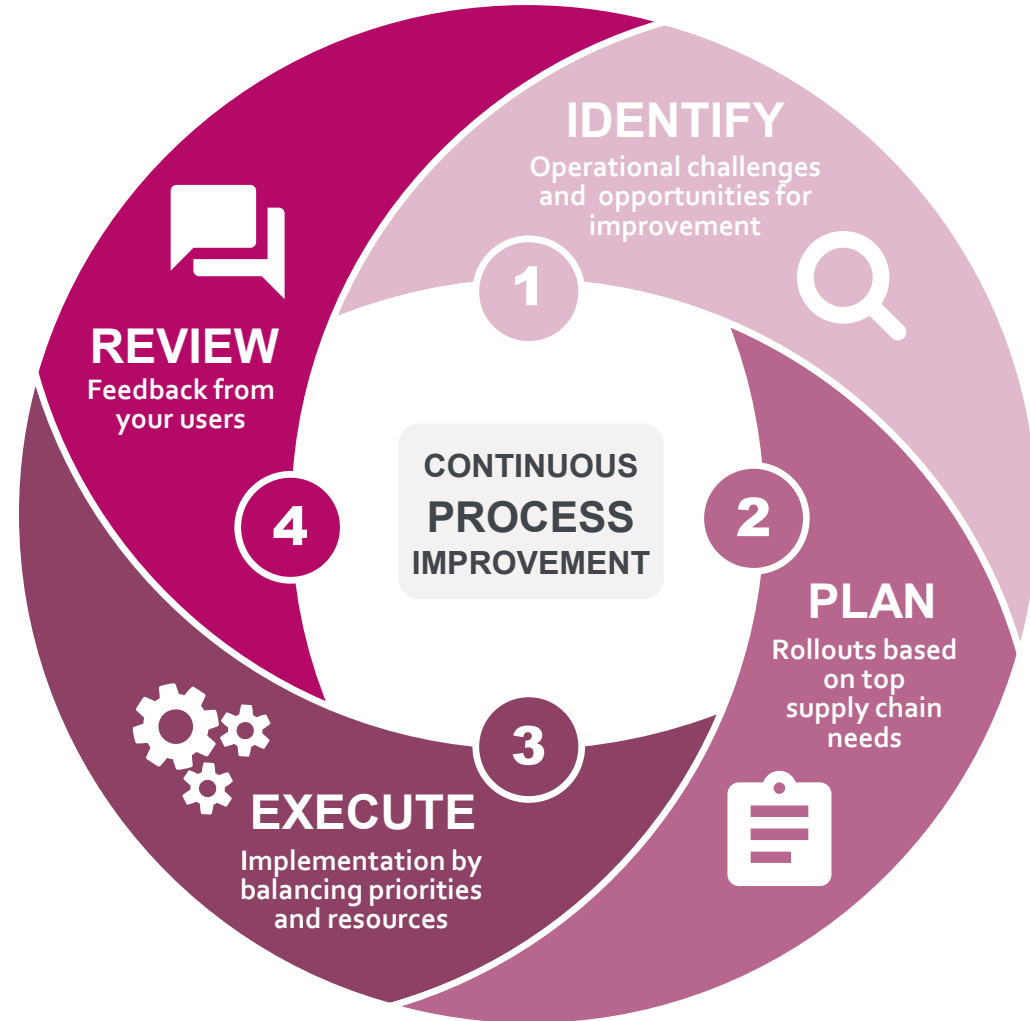 IDENTIFY
Operational challenges
and opportunities for
improvement
1
CONTINUOUS
PROCESS
IMPROVEMENT
2
PLAN
Rollouts based
on top
supply chain
needs
3
EXECUTE
Implementation by
balancing priorities
and resources
4
REVIEW
Feedback from
your users